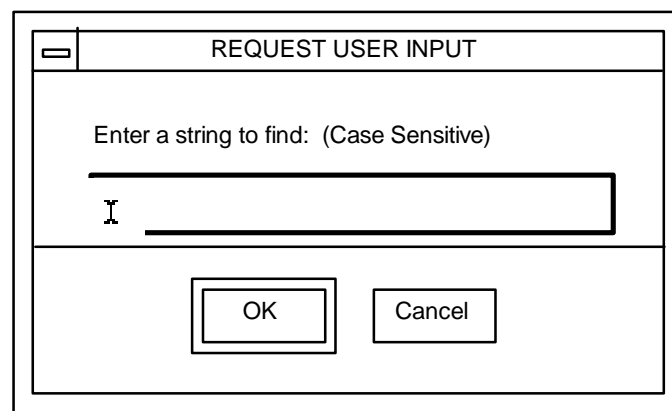 REQUEST USER INPUT
Enter a string to find:  (Case Sensitive)
OK
Cancel